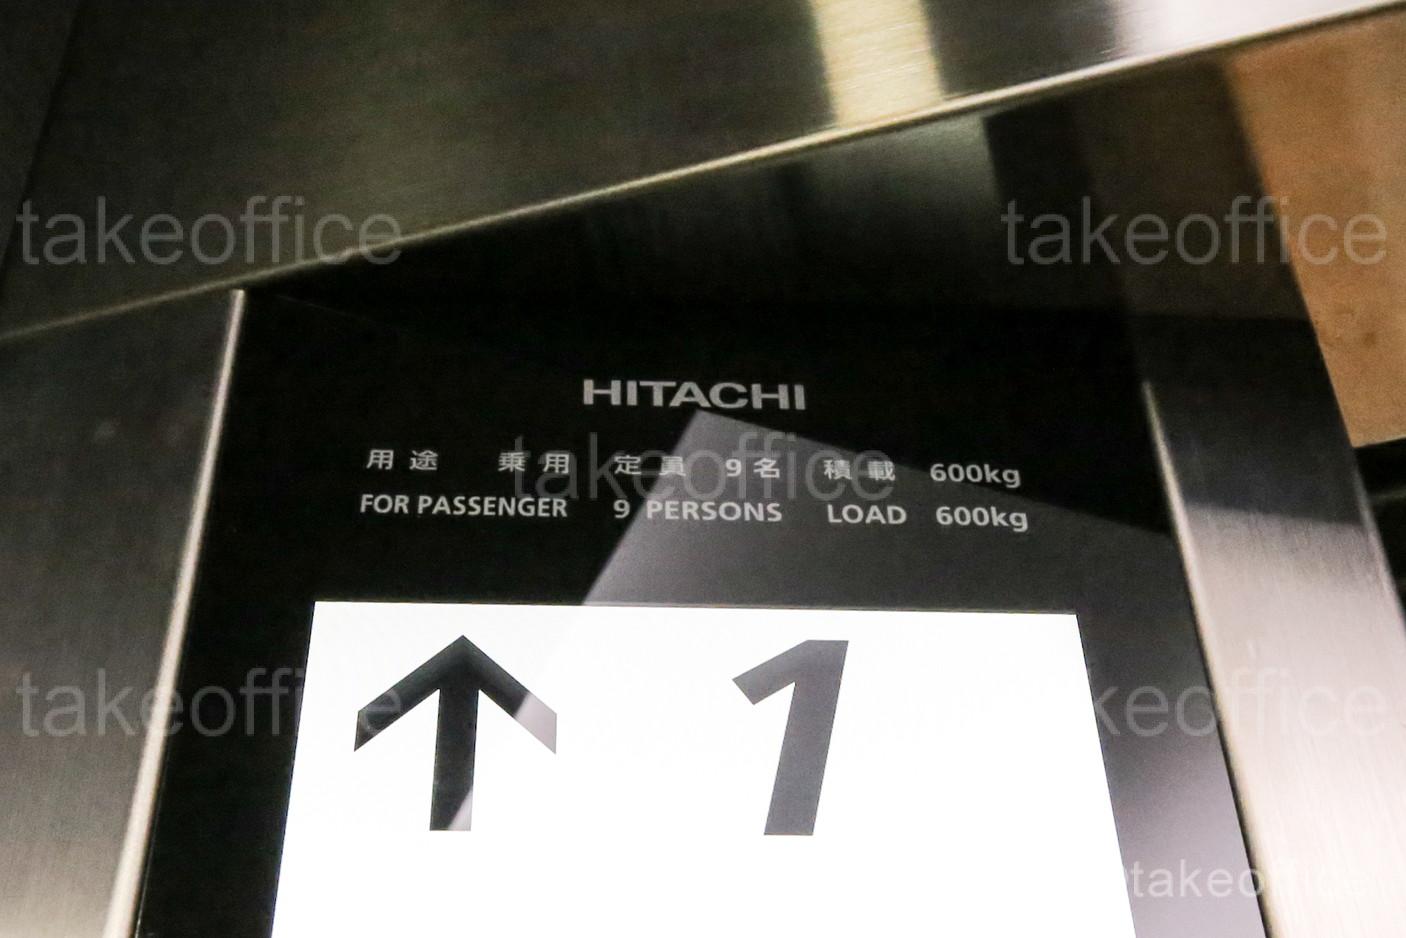 takeoffice takeoffice
HITACHI
用途 乗用 定員 9名 積載 600kg
takeoffice
FOR PASSENGER 9 PERSONS LOAD 600kg
↑ 1
takeoffice takeoffice
takeoffice